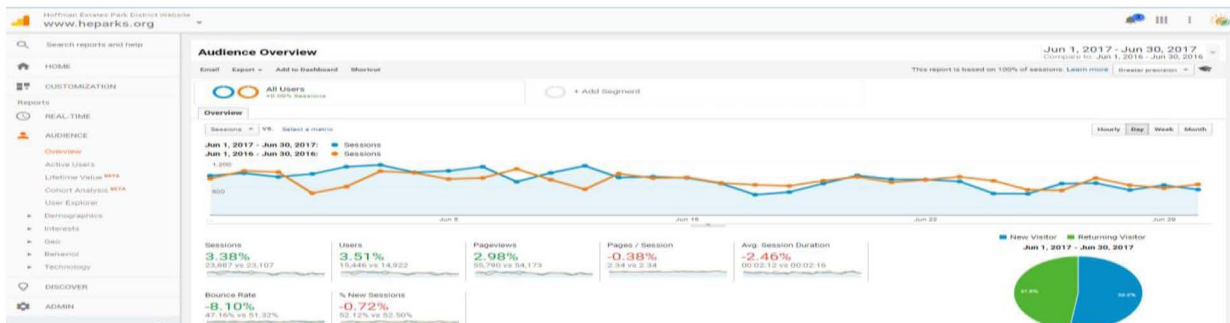 Hoffman Estates Park District Website
www.heparks.org
Search reports and help
HOME
CUSTOMIZATION
Reports
REAL-TIME
AUDIENCE
Overview
Active Users
Lifetime Value BETA
Cohort Analysis BETA
User Explorer
Demographics
Interests
Geo
Behavior
Technology
DISCOVER
ADMIN
Audience Overview
Jun 1, 2017 - Jun 30, 2017
Compare to: Jun 1, 2016 - Jun 30, 2016
Email Export Add to Dashboard Shortcut
This report is based on 100% of sessions. Learn more Greater precision
All Users
+0.00% Sessions
+ Add Segment
Overview
Sessions VS. Select a metric
Hourly Day Week Month
Jun 1, 2017 - Jun 30, 2017: Sessions
Jun 1, 2016 - Jun 30, 2016: Sessions
1,200
600
Jun 8
Jun 15
Jun 22
Jun 29
Sessions
3.38%
23,887 vs 23,107
Users
3.51%
15,446 vs 14,922
Pageviews
2.98%
55,790 vs 54,173
Pages / Session
-0.38%
2.34 vs 2.34
Avg. Session Duration
-2.46%
00:02:12 vs 00:02:16
Bounce Rate
-8.10%
47.16% vs 51.32%
% New Sessions
-0.72%
52.12% vs 52.50%
New Visitor Returning Visitor
Jun 1, 2017 - Jun 30, 2017